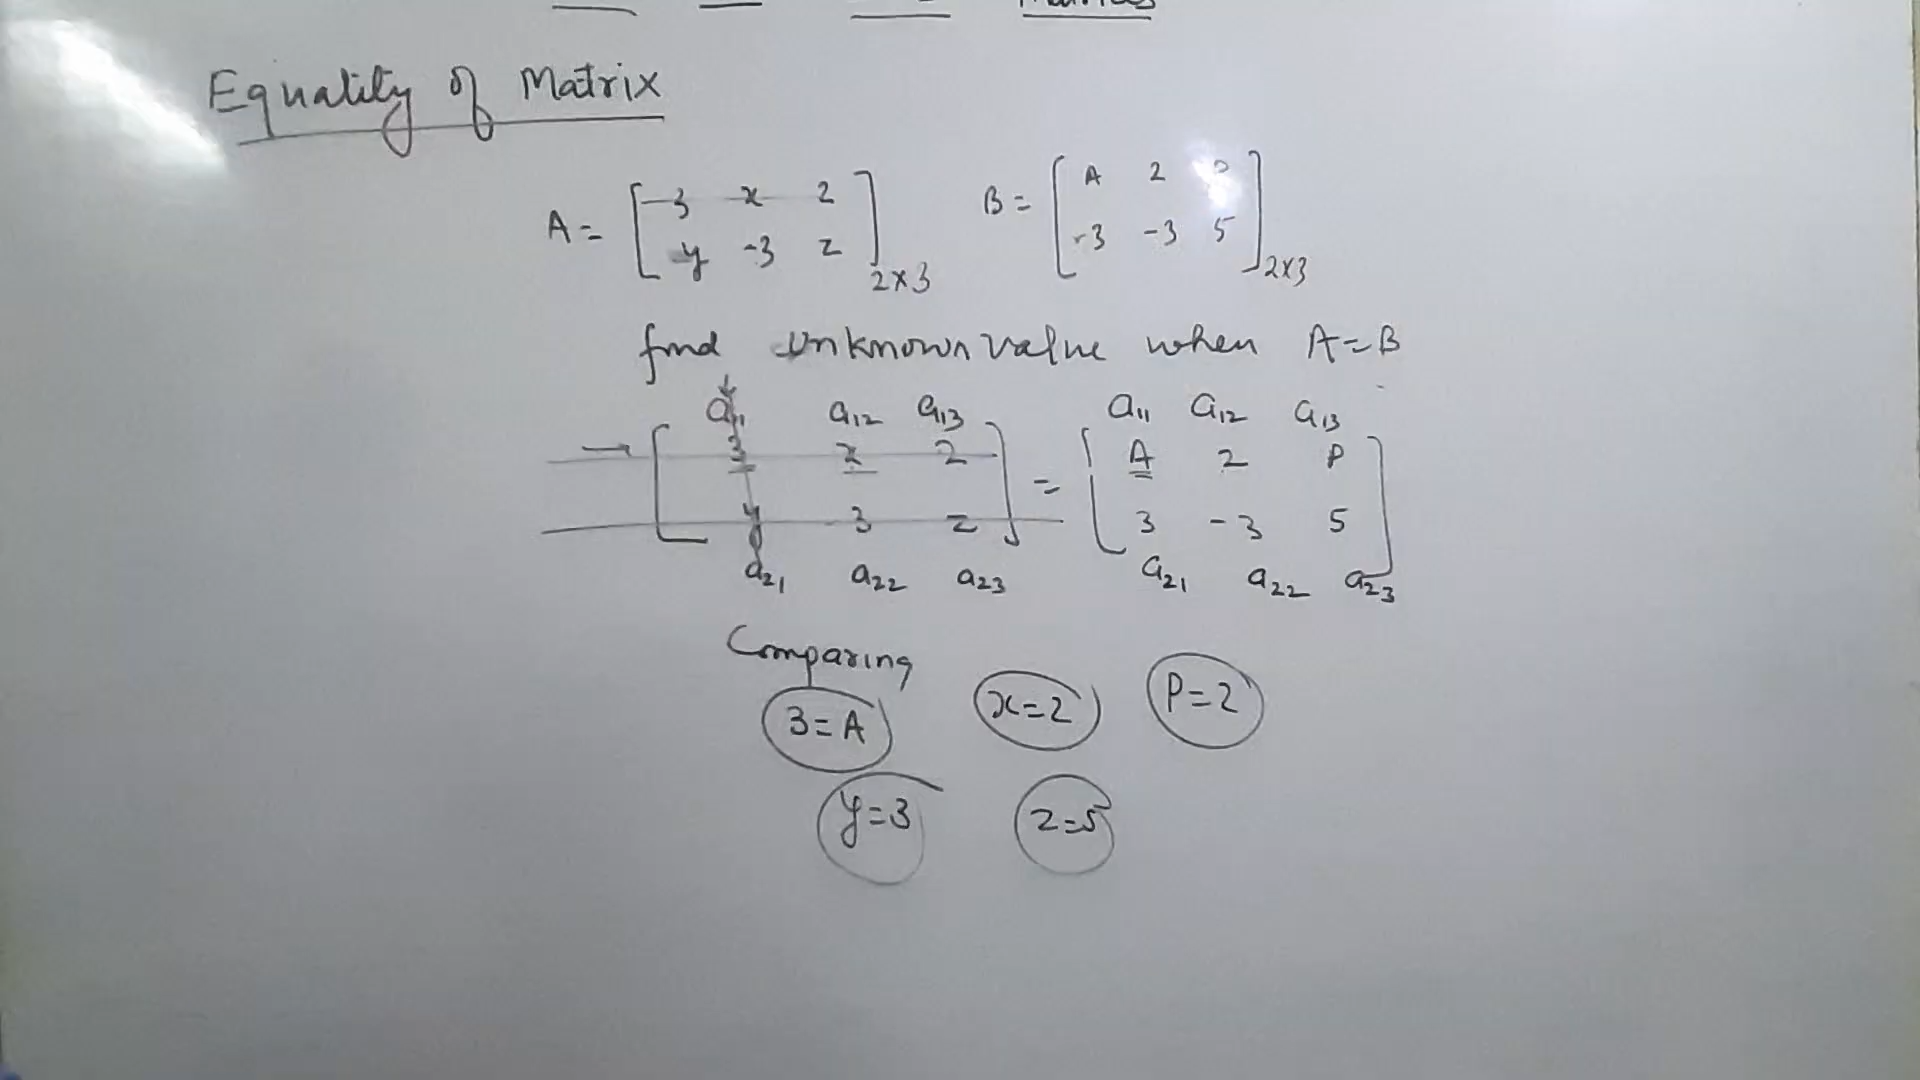 Equality of Matrix
A = [ 3 x 2 B = [ A 2 P
y -3 z ]2×3 -3 -3 5 ]2×3
find unknown value when A = B
a11 a12 a13 a11 a12 a13
[ 3 x 2 = [ A 2 P
y 3 z ] 3 -3 5 ]
a21 a22 a23 a21 a22 a23
Comparing
3 = A x = 2 P = 2
y = 3 z = 5